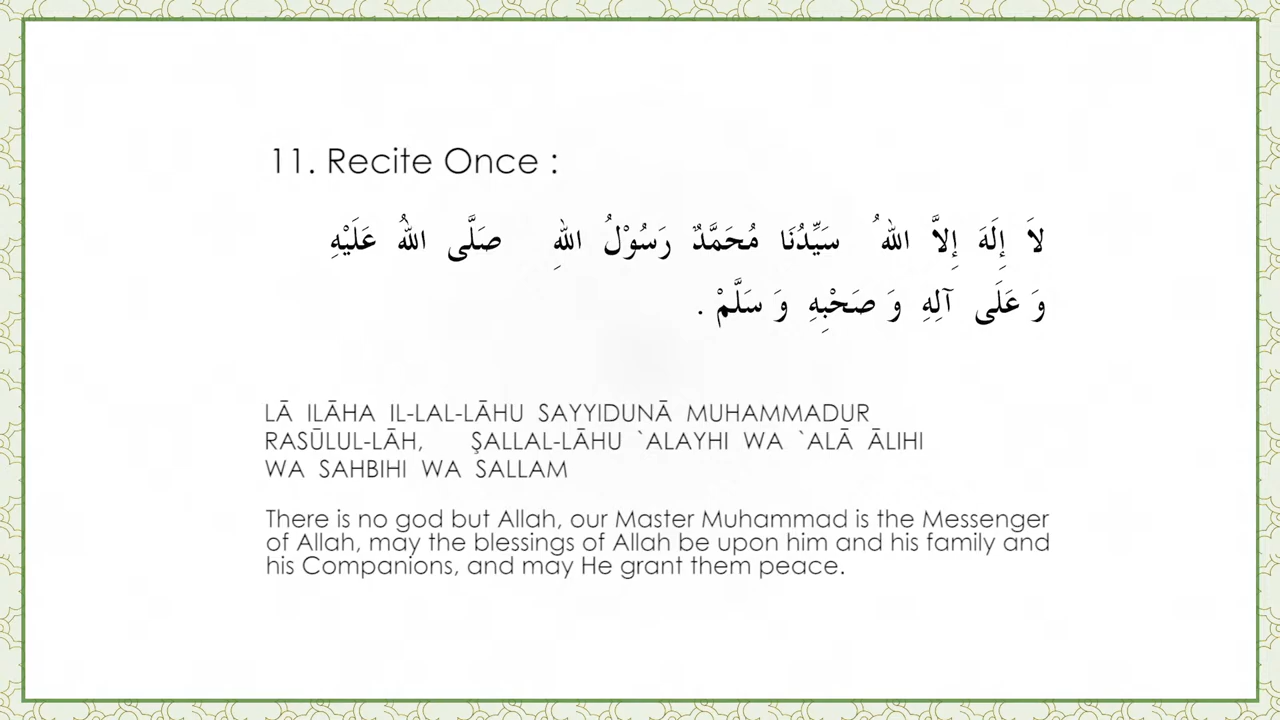 11. Recite Once :
لاَ إِلَهَ إِلاَّ اللهُ سَيِّدُنَا مُحَمَّدٌ رَسُوْلُ اللهِ صَلَّى اللهُ عَلَيْهِ
وَ عَلَى آلِهِ وَ صَحْبِهِ وَ سَلَّمْ .
LĀ ILĀHA IL-LAL-LĀHU SAYYIDUNĀ MUHAMMADUR
RASŪLUL-LĀH, ŞALLAL-LĀHU `ALAYHI WA `ALĀ ĀLIHI
WA SAHBIHI WA SALLAM
There is no god but Allah, our Master Muhammad is the Messenger
of Allah, may the blessings of Allah be upon him and his family and
his Companions, and may He grant them peace.